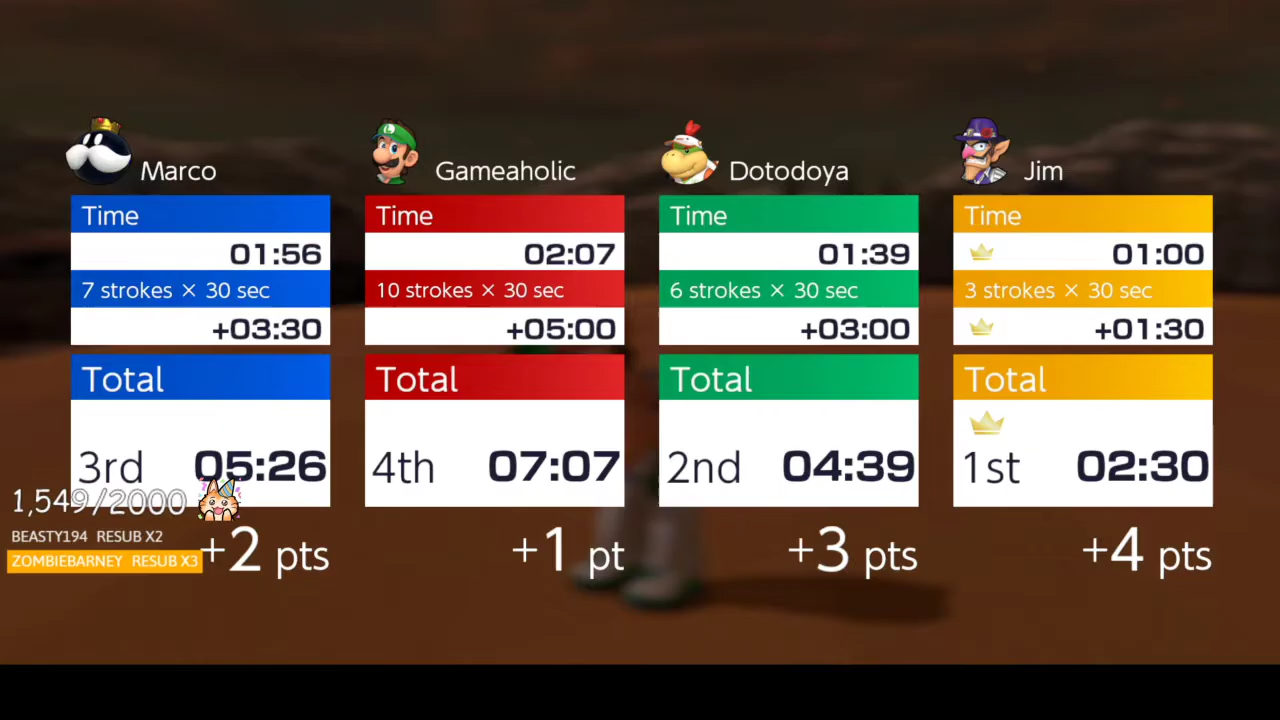 Marco
Time
01:56
7 strokes × 30 sec
+03:30
Total
3rd 05:26
+2 pts
Gameaholic
Time
02:07
10 strokes × 30 sec
+05:00
Total
4th 07:07
+1 pt
Dotodoya
Time
01:39
6 strokes × 30 sec
+03:00
Total
2nd 04:39
+3 pts
Jim
Time
01:00
3 strokes × 30 sec
+01:30
Total
1st 02:30
+4 pts
1,549/2000
BEASTY194 RESUB X2
ZOMBIEBARNEY RESUB X3